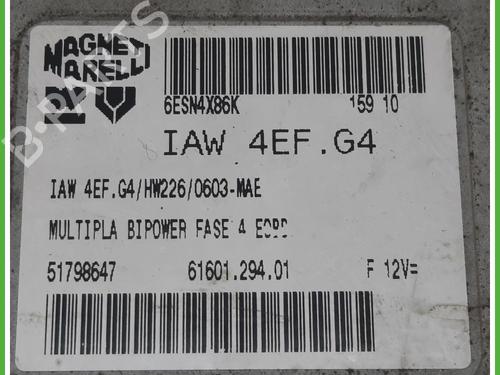 MAGNETI
MARELLI
6ESN4X86K 159 10
IAW 4EF.G4
IAW 4EF.G4/HW226/0603-MAE
MULTIPLA BIPOWER FASE 4 EOBD
51798647 61601.294.01 F 12V=
B-PARTS